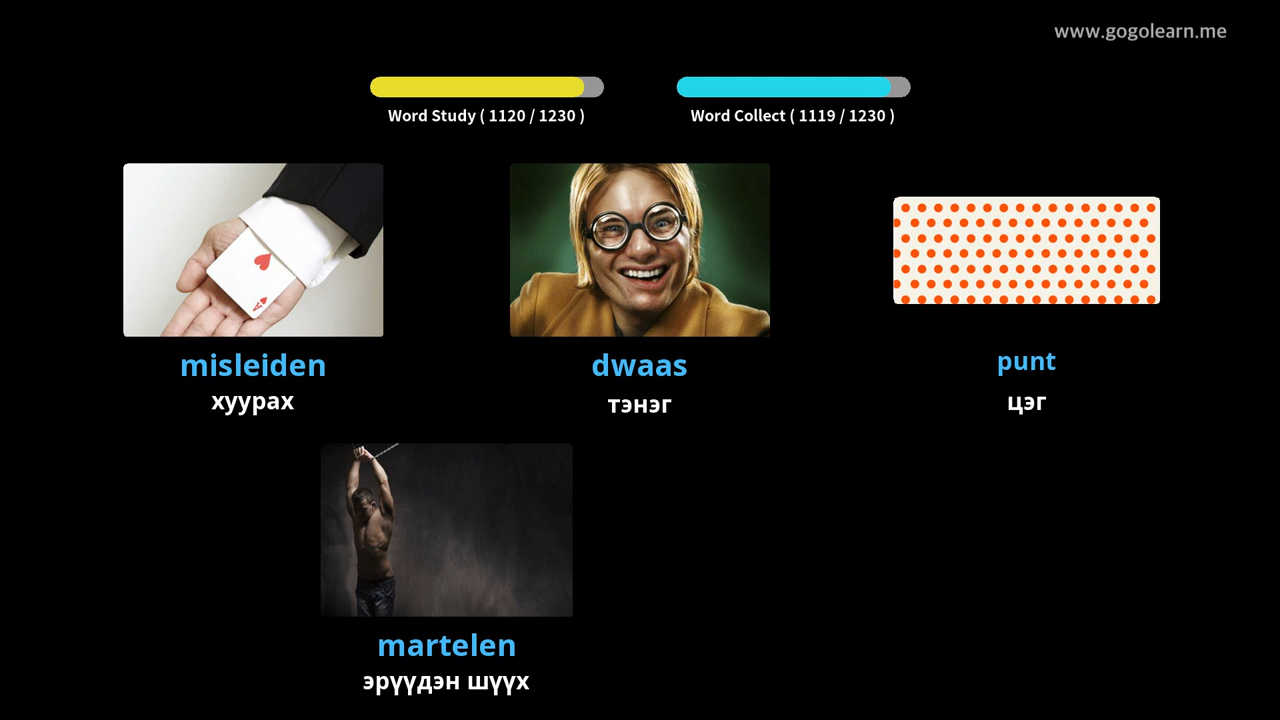 www.gogolearn.me
Word Study ( 1120 / 1230 )
Word Collect ( 1119 / 1230 )
misleiden
хуурах
dwaas
тэнэг
punt
цэг
martelen
эрүүдэн шүүх